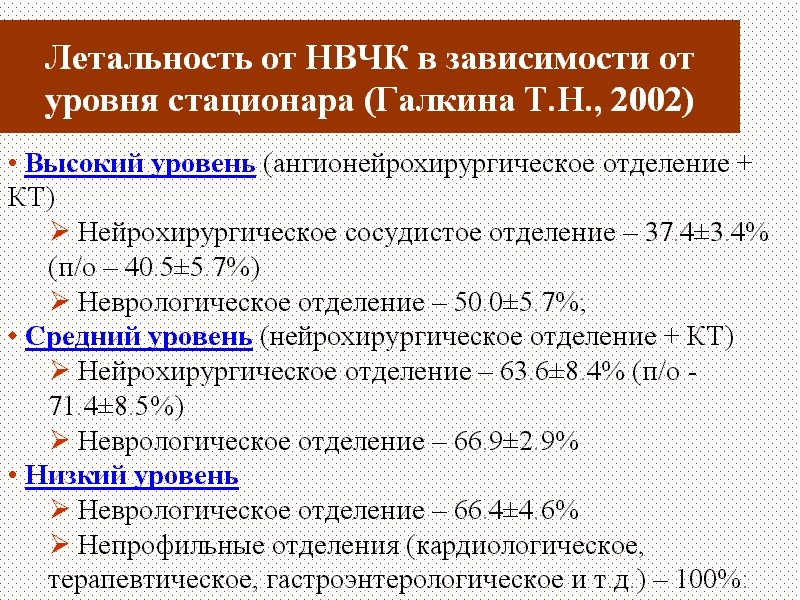 Летальность от НВЧК в зависимости от
уровня стационара (Галкина Т.Н., 2002)
• Высокий уровень (ангионейрохирургическое отделение +
КТ)
➢ Нейрохирургическое сосудистое отделение – 37.4±3.4%
(п/о – 40.5±5.7%)
➢ Неврологическое отделение – 50.0±5.7%;
• Средний уровень (нейрохирургическое отделение + КТ)
➢ Нейрохирургическое отделение – 63.6±8.4% (п/о -
71.4±8.5%)
➢ Неврологическое отделение – 66.9±2.9%
• Низкий уровень
➢ Неврологическое отделение – 66.4±4.6%
➢ Непрофильные отделения (кардиологическое,
терапевтическое, гастроэнтерологическое и т.д.) – 100%: